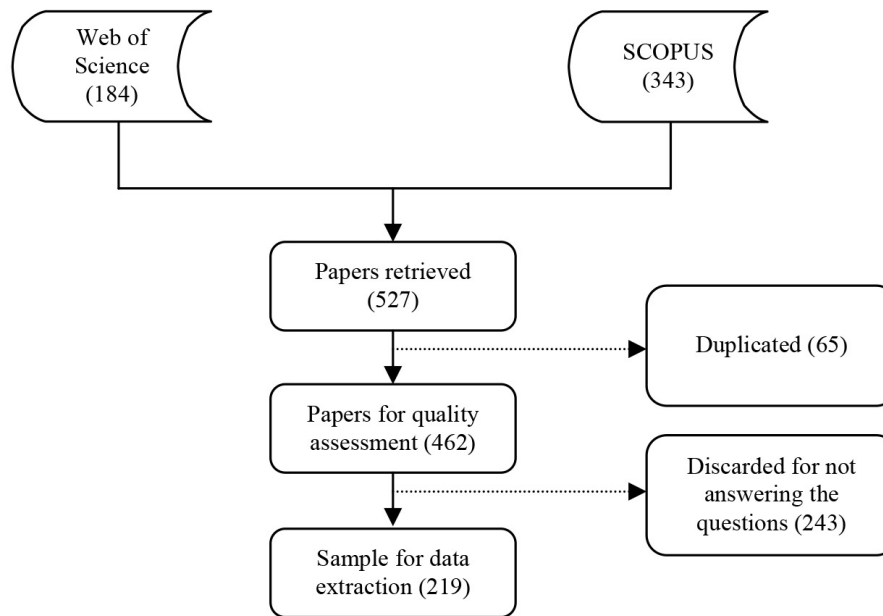 Web of
Science
(184)
SCOPUS
(343)
Papers retrieved
(527)
Duplicated (65)
Papers for quality
assessment (462)
Discarded for not
answering the
questions (243)
Sample for data
extraction (219)